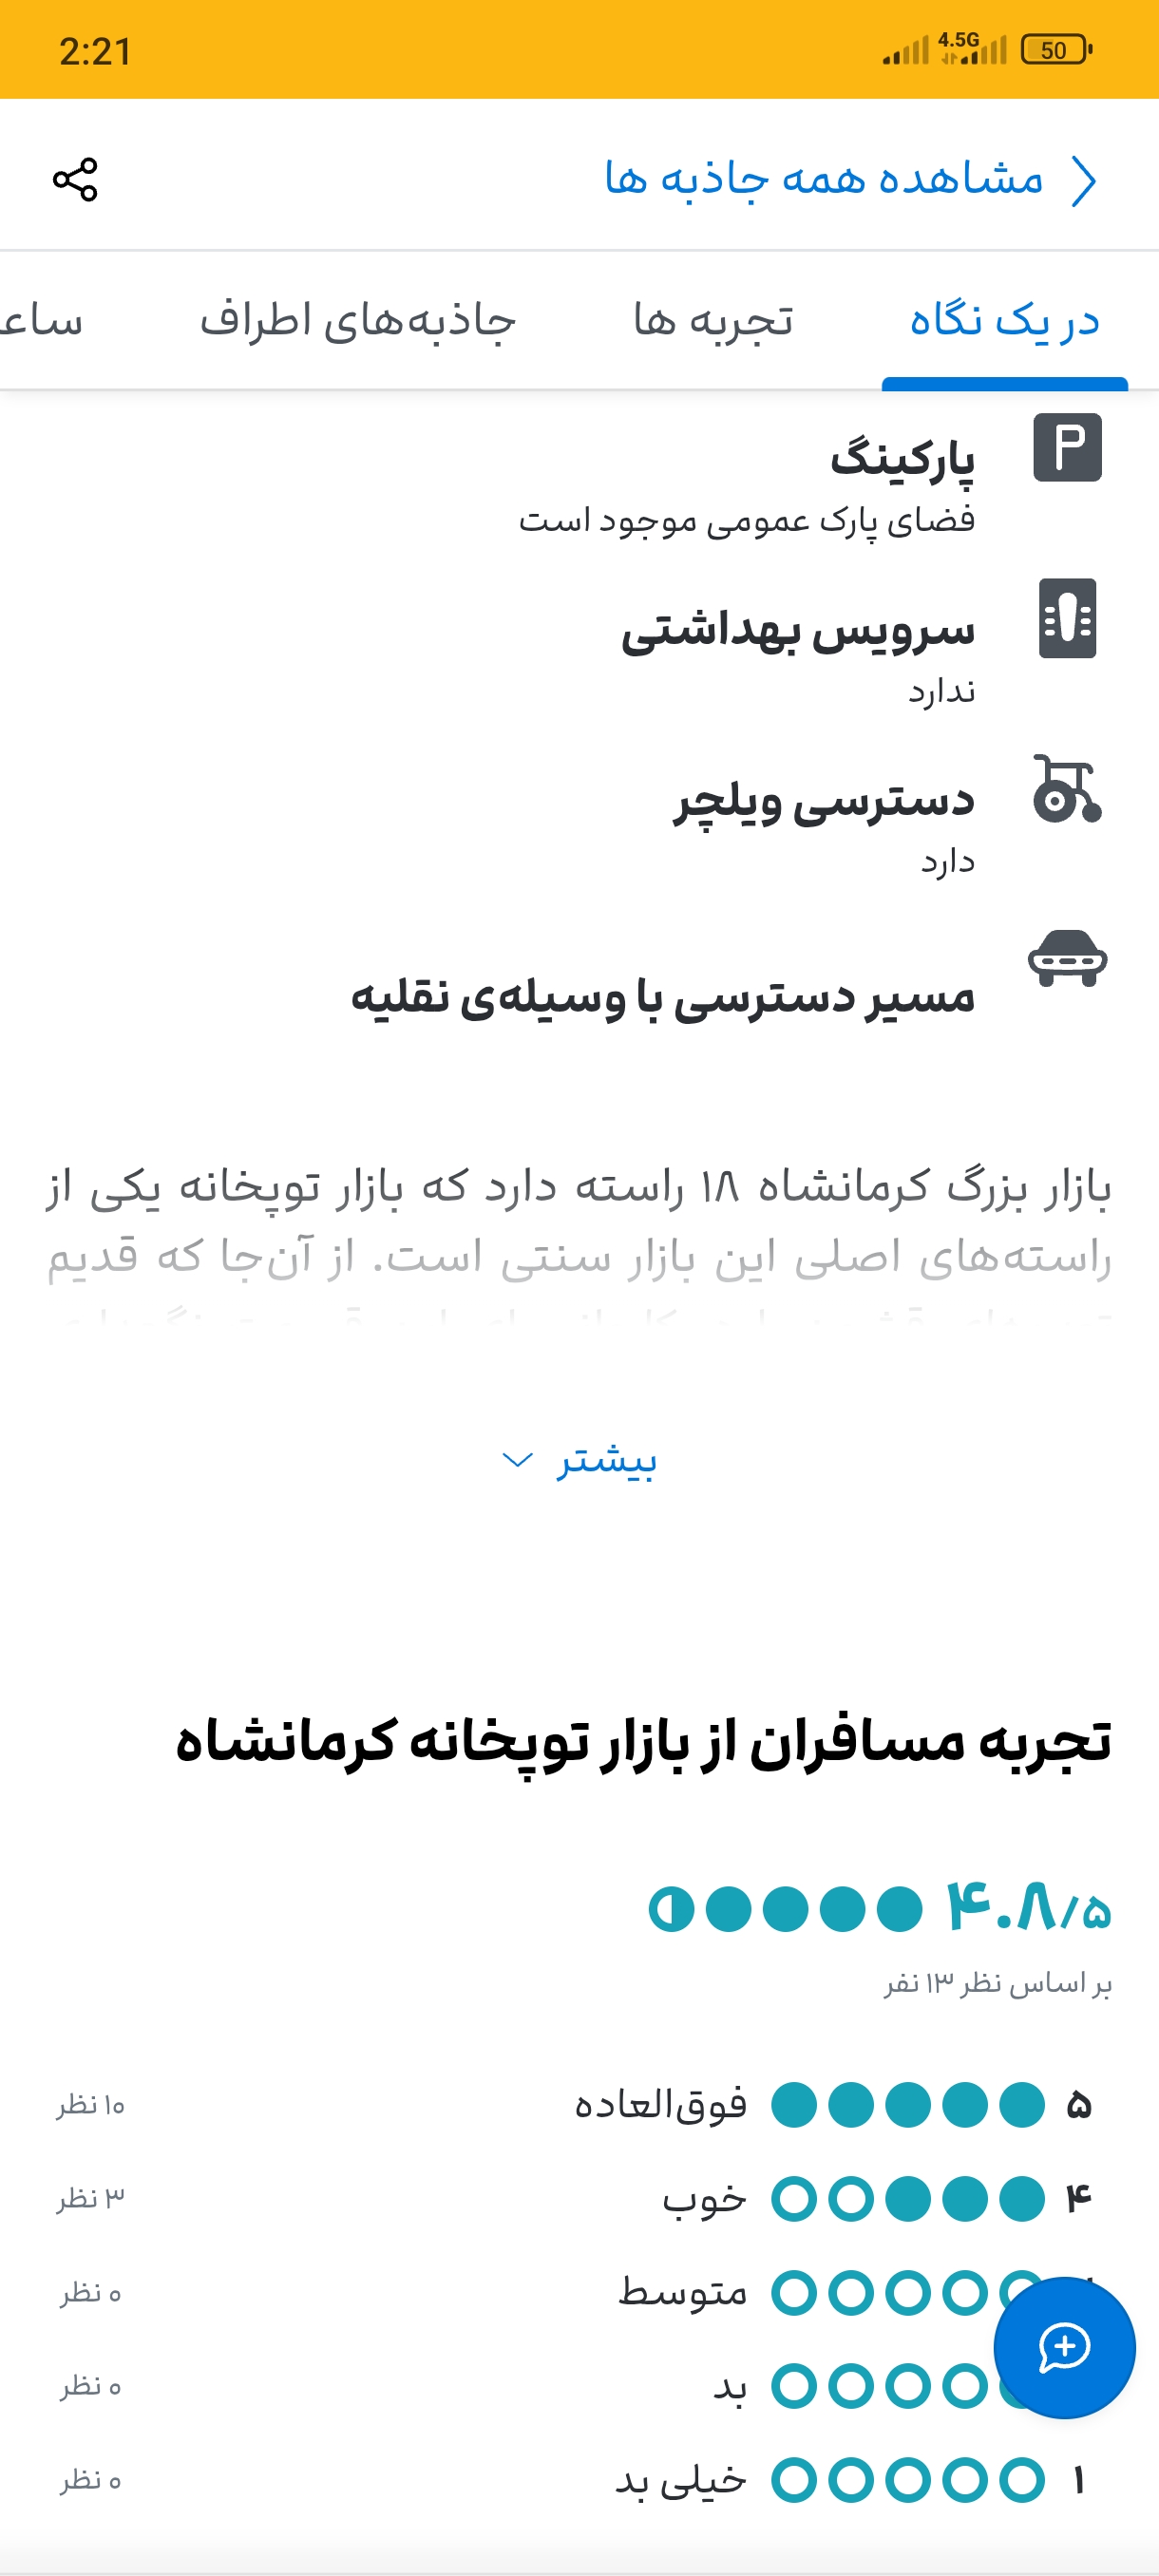 2:21
4.5G
50
مشاهده همه جاذبه ها
در یک نگاه
تجربه ها
جاذبه‌های اطراف
ساع
پارکینگ
فضای پارک عمومی موجود است
سرویس بهداشتی
ندارد
دسترسی ویلچر
دارد
مسیر دسترسی با وسیله‌ی نقلیه
بازار بزرگ کرمانشاه ۱۸ راسته دارد که بازار توپخانه یکی از
راسته‌های اصلی این بازار سنتی است. از آن‌جا که قدیم
بیشتر
تجربه مسافران از بازار توپخانه کرمانشاه
۴.۸/۵
بر اساس نظر ۱۳ نفر
۵ فوق‌العاده ۱۰ نظر
۴ خوب ۳ نظر
متوسط ۰ نظر
بد ۰ نظر
۱ خیلی بد ۰ نظر